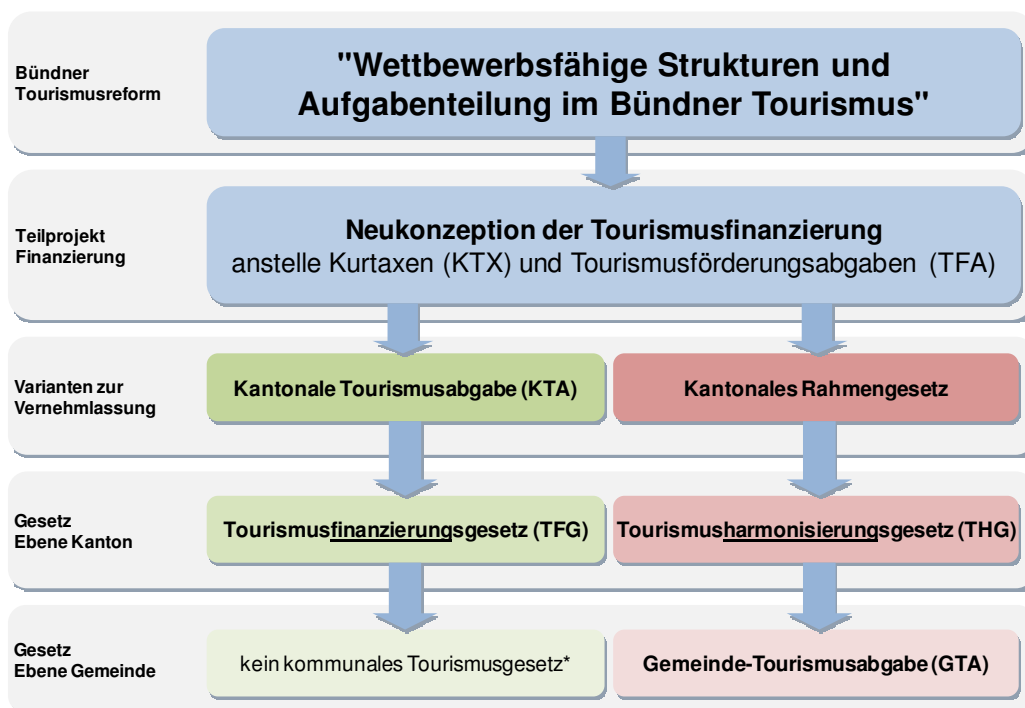 Bündner
Tourismusreform
"Wettbewerbsfähige Strukturen und
Aufgabenteilung im Bündner Tourismus"
Teilprojekt
Finanzierung
Neukonzeption der Tourismusfinanzierung
anstelle Kurtaxen (KTX) und Tourismusförderungsabgaben (TFA)
Varianten zur
Vernehmlassung
Kantonale Tourismusabgabe (KTA)
Kantonales Rahmengesetz
Gesetz
Ebene Kanton
Tourismusfinanzierungsgesetz (TFG)
Tourismusharmonisierungsgesetz (THG)
Gesetz
Ebene Gemeinde
kein kommunales Tourismusgesetz*
Gemeinde-Tourismusabgabe (GTA)